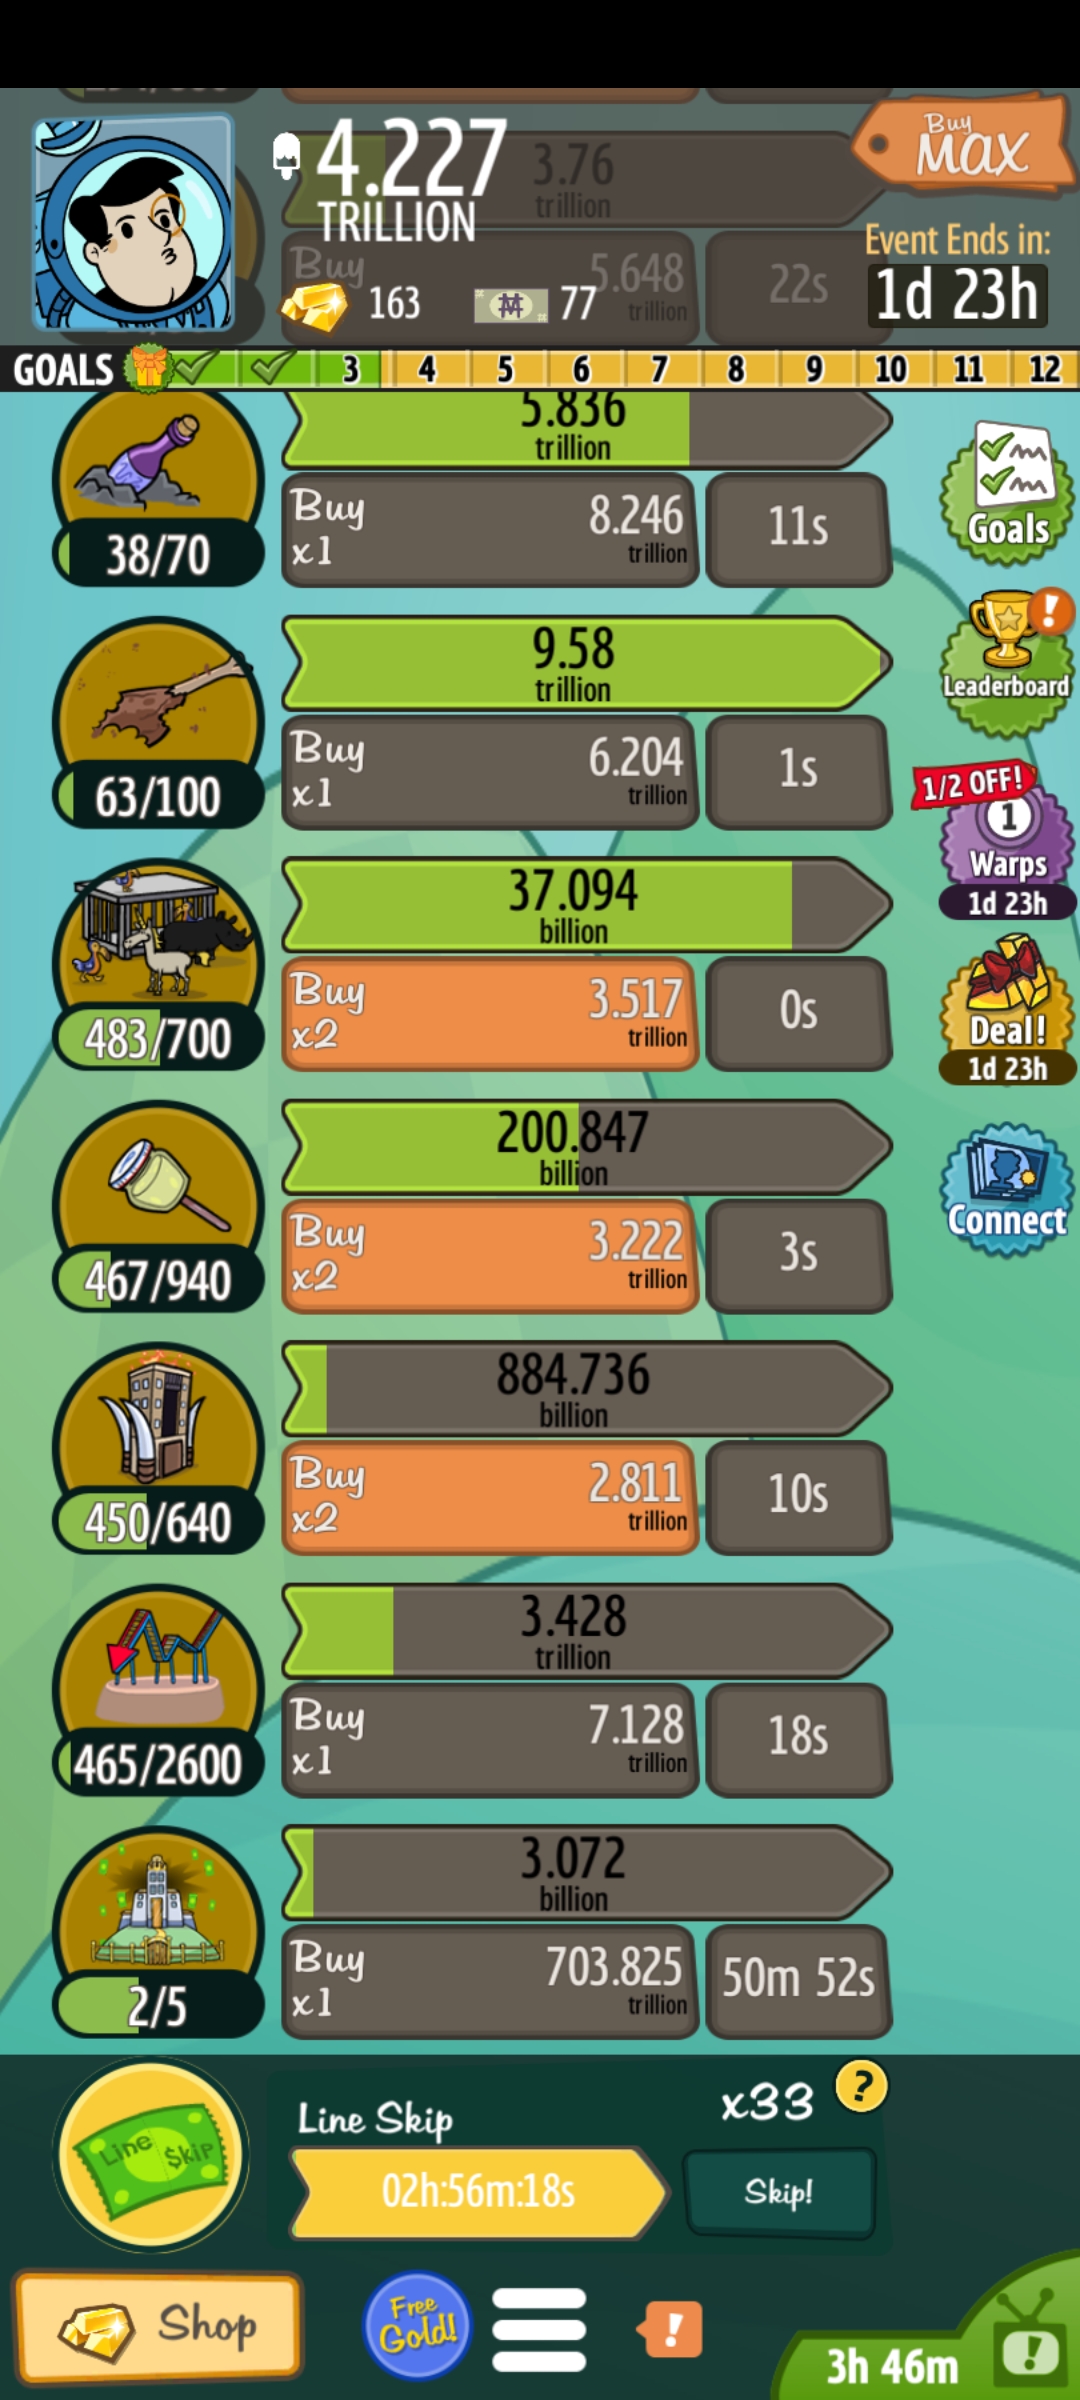 4.227
TRILLION
163
77
Buy
MAX
Event Ends in:
1d 23h
3.76
trillion
Buy
5.648
trillion
22s
GOALS
3 4 5 6 7 8 9 10 11 12
5.836
trillion
38/70
Buy
x1
8.246
trillion
11s
Goals
9.58
trillion
63/100
Buy
x1
6.204
trillion
1s
Leaderboard
1/2 OFF!
1
Warps
1d 23h
37.094
billion
483/700
Buy
x2
3.517
trillion
0s
Deal!
1d 23h
200.847
billion
467/940
Buy
x2
3.222
trillion
3s
Connect
884.736
billion
450/640
Buy
x2
2.811
trillion
10s
3.428
trillion
465/2600
Buy
x1
7.128
trillion
18s
3.072
billion
2/5
Buy
x1
703.825
trillion
50m 52s
Line $kip
Line Skip
x33
?
02h:56m:18s
Skip!
Shop
Free
Gold!
!
3h 46m
!